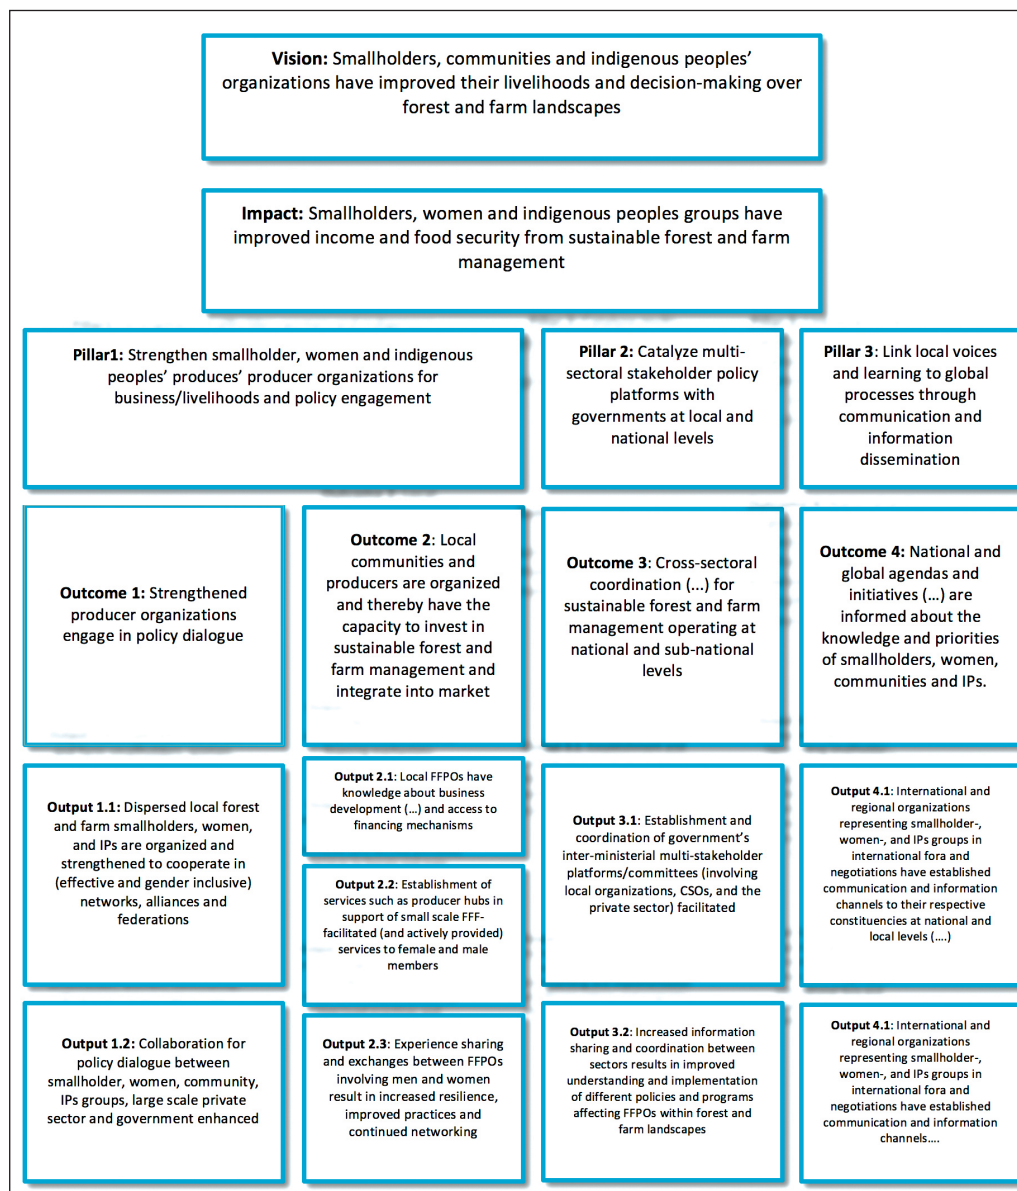 Vision: Smallholders, communities and indigenous peoples'
organizations have improved their livelihoods and decision-making over
forest and farm landscapes
Impact: Smallholders, women and indigenous peoples groups have
improved income and food security from sustainable forest and farm
management
Pillar1: Strengthen smallholder, women and indigenous
peoples' produces' producer organizations for
business/livelihoods and policy engagement
Pillar 2: Catalyze multi-
sectoral stakeholder policy
platforms with
governments at local and
national levels
Pillar 3: Link local voices
and learning to global
processes through
communication and
information
dissemination
Outcome 1: Strengthened
producer organizations
engage in policy dialogue
Outcome 2: Local
communities and
producers are organized
and thereby have the
capacity to invest in
sustainable forest and
farm management and
integrate into market
Outcome 3: Cross-sectoral
coordination (...) for
sustainable forest and farm
management operating at
national and sub-national
levels
Outcome 4: National and
global agendas and
initiatives (...) are
informed about the
knowledge and priorities
of smallholders, women,
communities and IPs.
Output 1.1: Dispersed local forest
and farm smallholders, women,
and IPs are organized and
strengthened to cooperate in
(effective and gender inclusive)
networks, alliances and
federations
Output 2.1: Local FFPOs have
knowledge about business
development (...) and access to
financing mechanisms
Output 2.2: Establishment of
services such as producer hubs in
support of small scale FFF-
facilitated (and actively provided)
services to female and male
members
Output 3.1: Establishment and
coordination of government's
inter-ministerial multi-stakeholder
platforms/committees (involving
local organizations, CSOs, and the
private sector) facilitated
Output 4.1: International and
regional organizations
representing smallholder-,
women-, and IPs groups in
international fora and
negotiations have established
communication and information
channels to their respective
constituencies at national and
local levels (....)
Output 1.2: Collaboration for
policy dialogue between
smallholder, women, community,
IPs groups, large scale private
sector and government enhanced
Output 2.3: Experience sharing
and exchanges between FFPOs
involving men and women
result in increased resilience,
improved practices and
continued networking
Output 3.2: Increased information
sharing and coordination between
sectors results in improved
understanding and implementation
of different policies and programs
affecting FFPOs within forest and
farm landscapes
Output 4.1: International and
regional organizations
representing smallholder-,
women-, and IPs groups in
international fora and
negotiations have established
communication and information
channels....